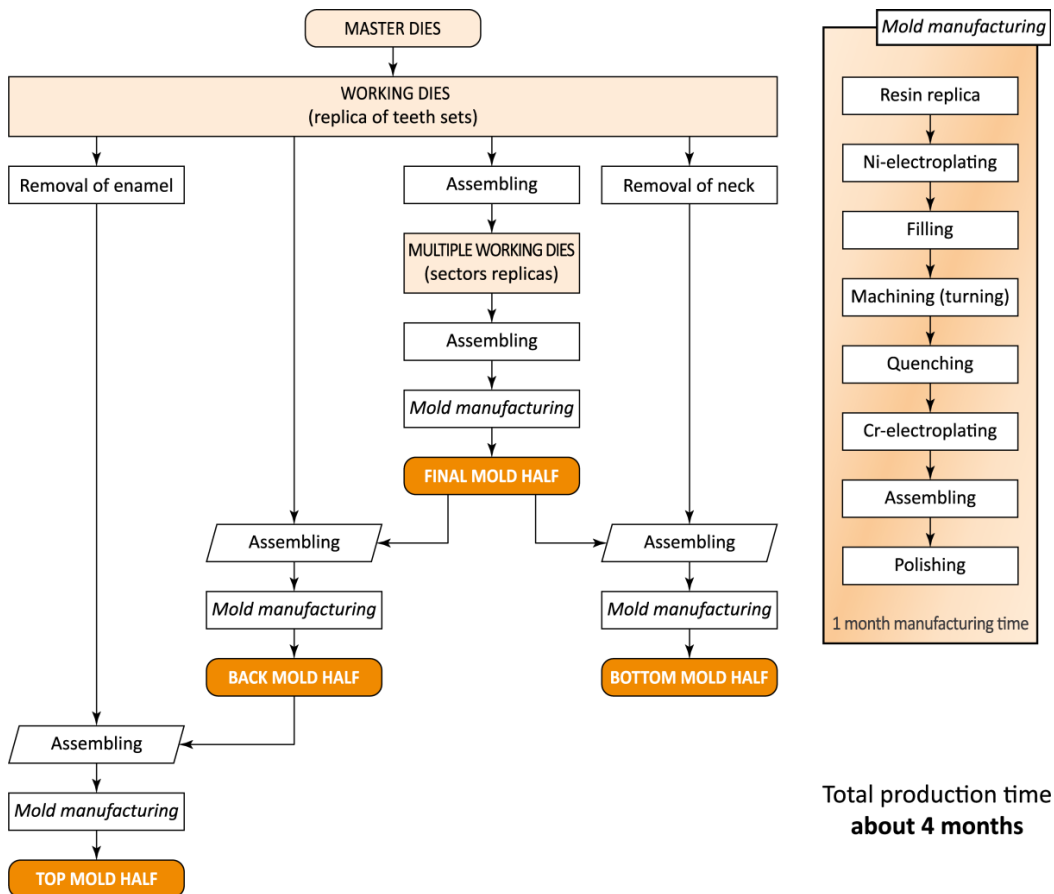 MASTER DIES
WORKING DIES
(replica of teeth sets)
Removal of enamel
Assembling
Removal of neck
MULTIPLE WORKING DIES
(sectors replicas)
Assembling
Mold manufacturing
FINAL MOLD HALF
Assembling
Assembling
Mold manufacturing
Mold manufacturing
BACK MOLD HALF
BOTTOM MOLD HALF
Assembling
Mold manufacturing
TOP MOLD HALF
Mold manufacturing
Resin replica
Ni-electroplating
Filling
Machining (turning)
Quenching
Cr-electroplating
Assembling
Polishing
1 month manufacturing time
Total production time
about 4 months